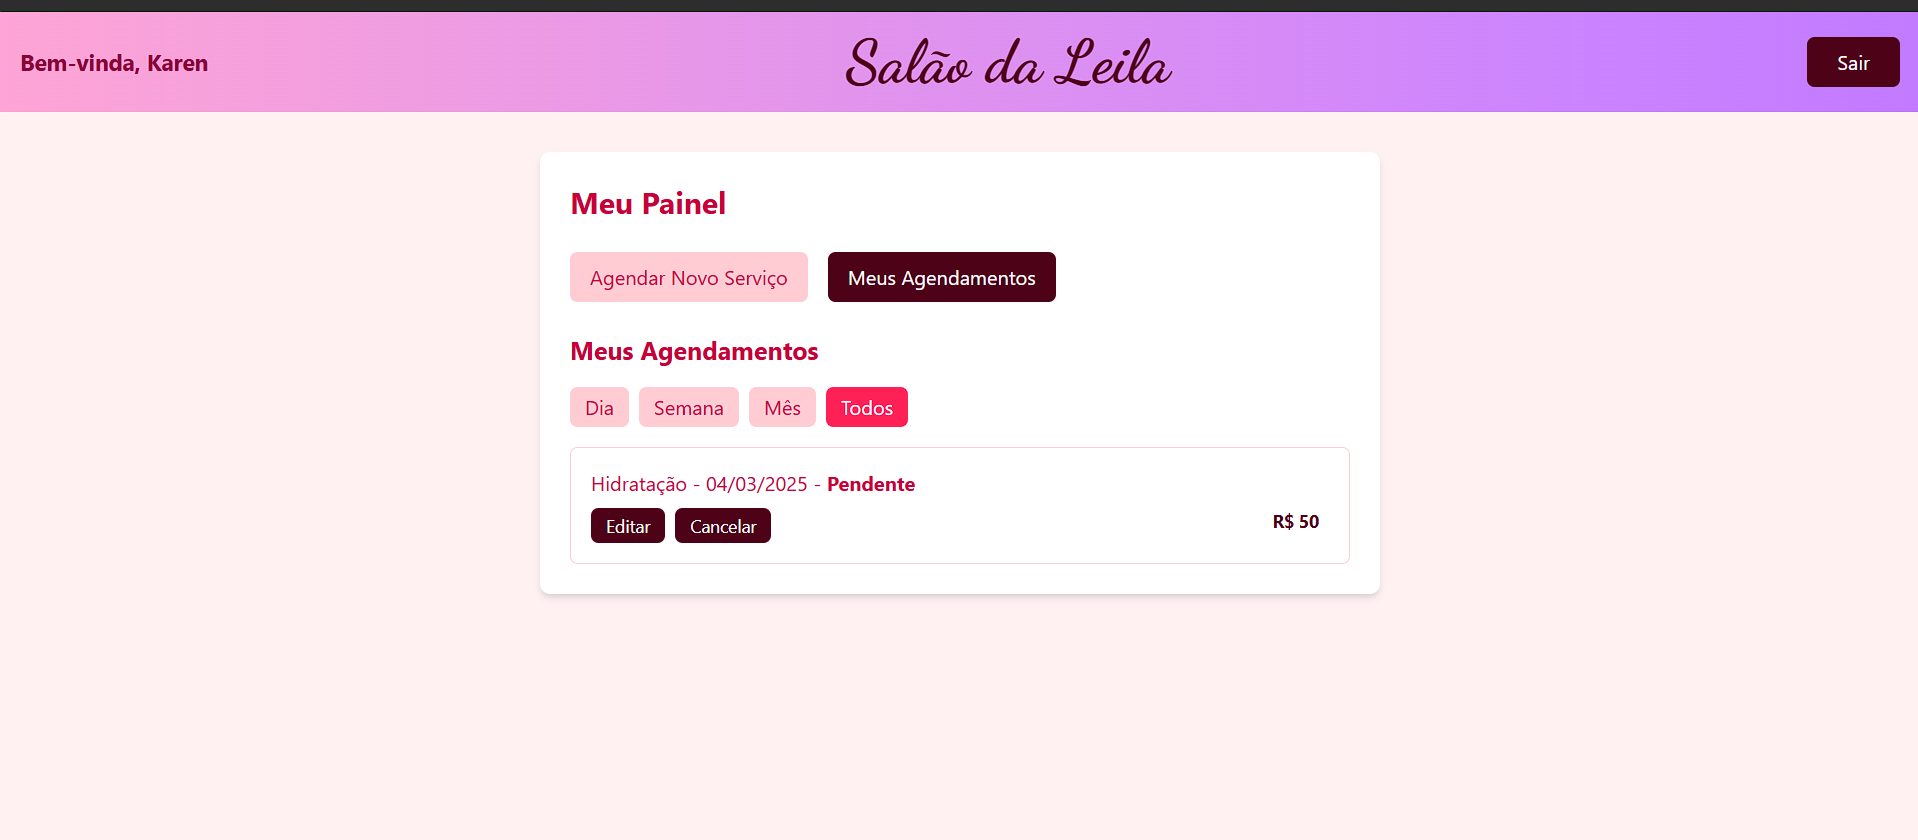 Bem-vinda, Karen
Salão da Leila
Sair
Meu Painel
Agendar Novo Serviço
Meus Agendamentos
Meus Agendamentos
Dia
Semana
Mês
Todos
Hidratação - 04/03/2025 - Pendente
Editar
Cancelar
R$ 50